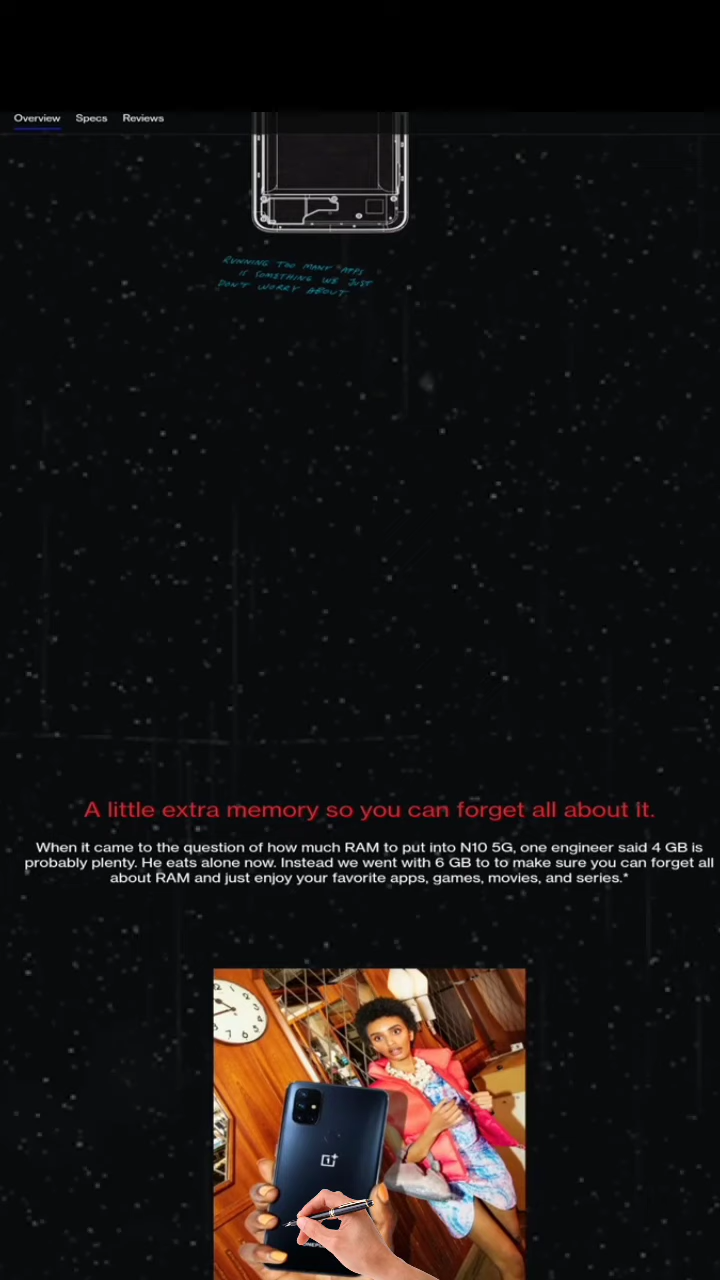 Overview Specs Reviews
RUNNING TOO MANY APPS
IS SOMETHING WE JUST
DON'T WORRY ABOUT
A little extra memory so you can forget all about it.
When it came to the question of how much RAM to put into N10 5G, one engineer said 4 GB is
probably plenty. He eats alone now. Instead we went with 6 GB to to make sure you can forget all
about RAM and just enjoy your favorite apps, games, movies, and series.*